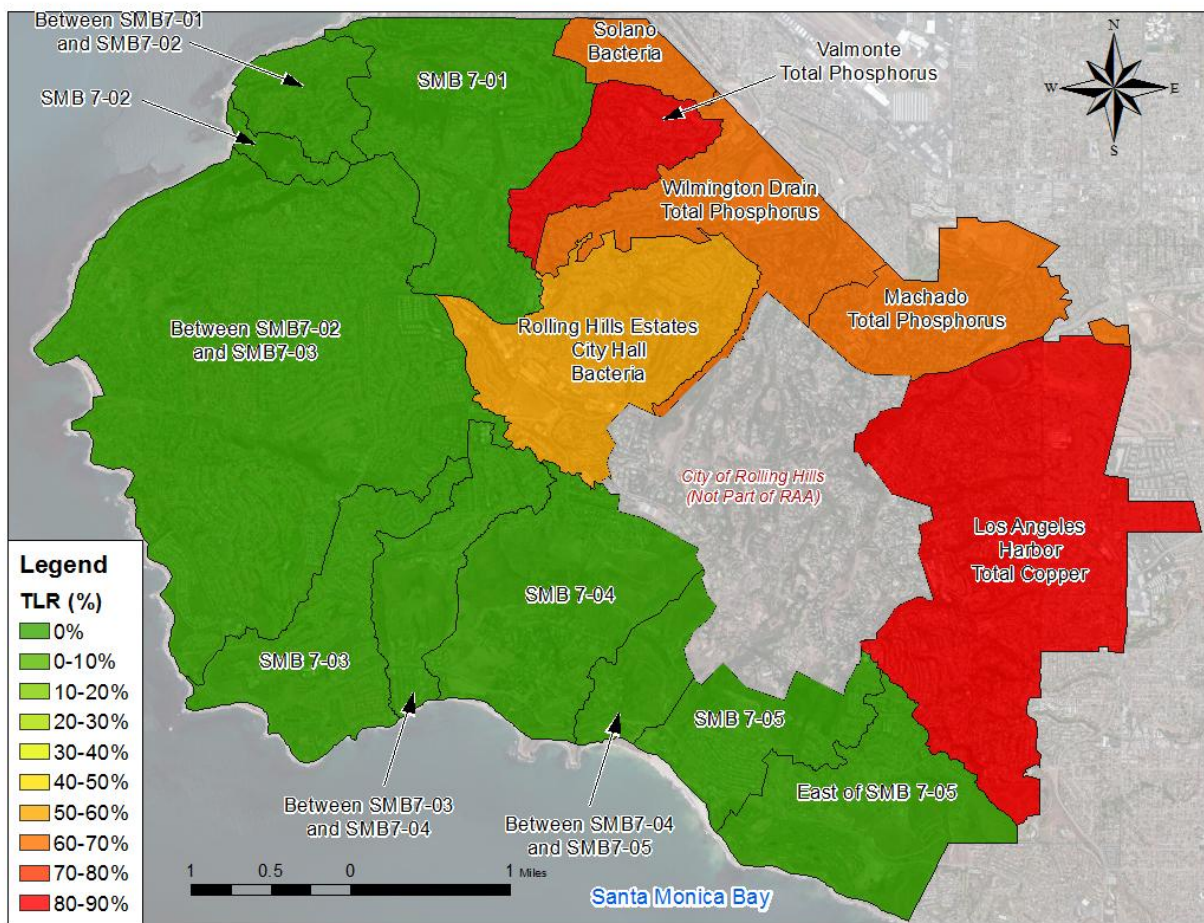 Between SMB7-01
and SMB7-02
SMB 7-02
SMB 7-01
Solano
Bacteria
Valmonte
Total Phosphorus
N
W
E
S
Wilmington Drain
Total Phosphorus
Machado
Total Phosphorus
Between SMB7-02
and SMB7-03
Rolling Hills Estates
City Hall
Bacteria
City of Rolling Hills
(Not Part of RAA)
Los Angeles
Harbor
Total Copper
SMB 7-04
SMB 7-03
SMB 7-05
East of SMB 7-05
Between SMB7-03
and SMB7-04
Between SMB7-04
and SMB7-05
Legend
TLR (%)
0%
0-10%
10-20%
20-30%
30-40%
40-50%
50-60%
60-70%
70-80%
80-90%
1 0.5 0 1 Miles
Santa Monica Bay